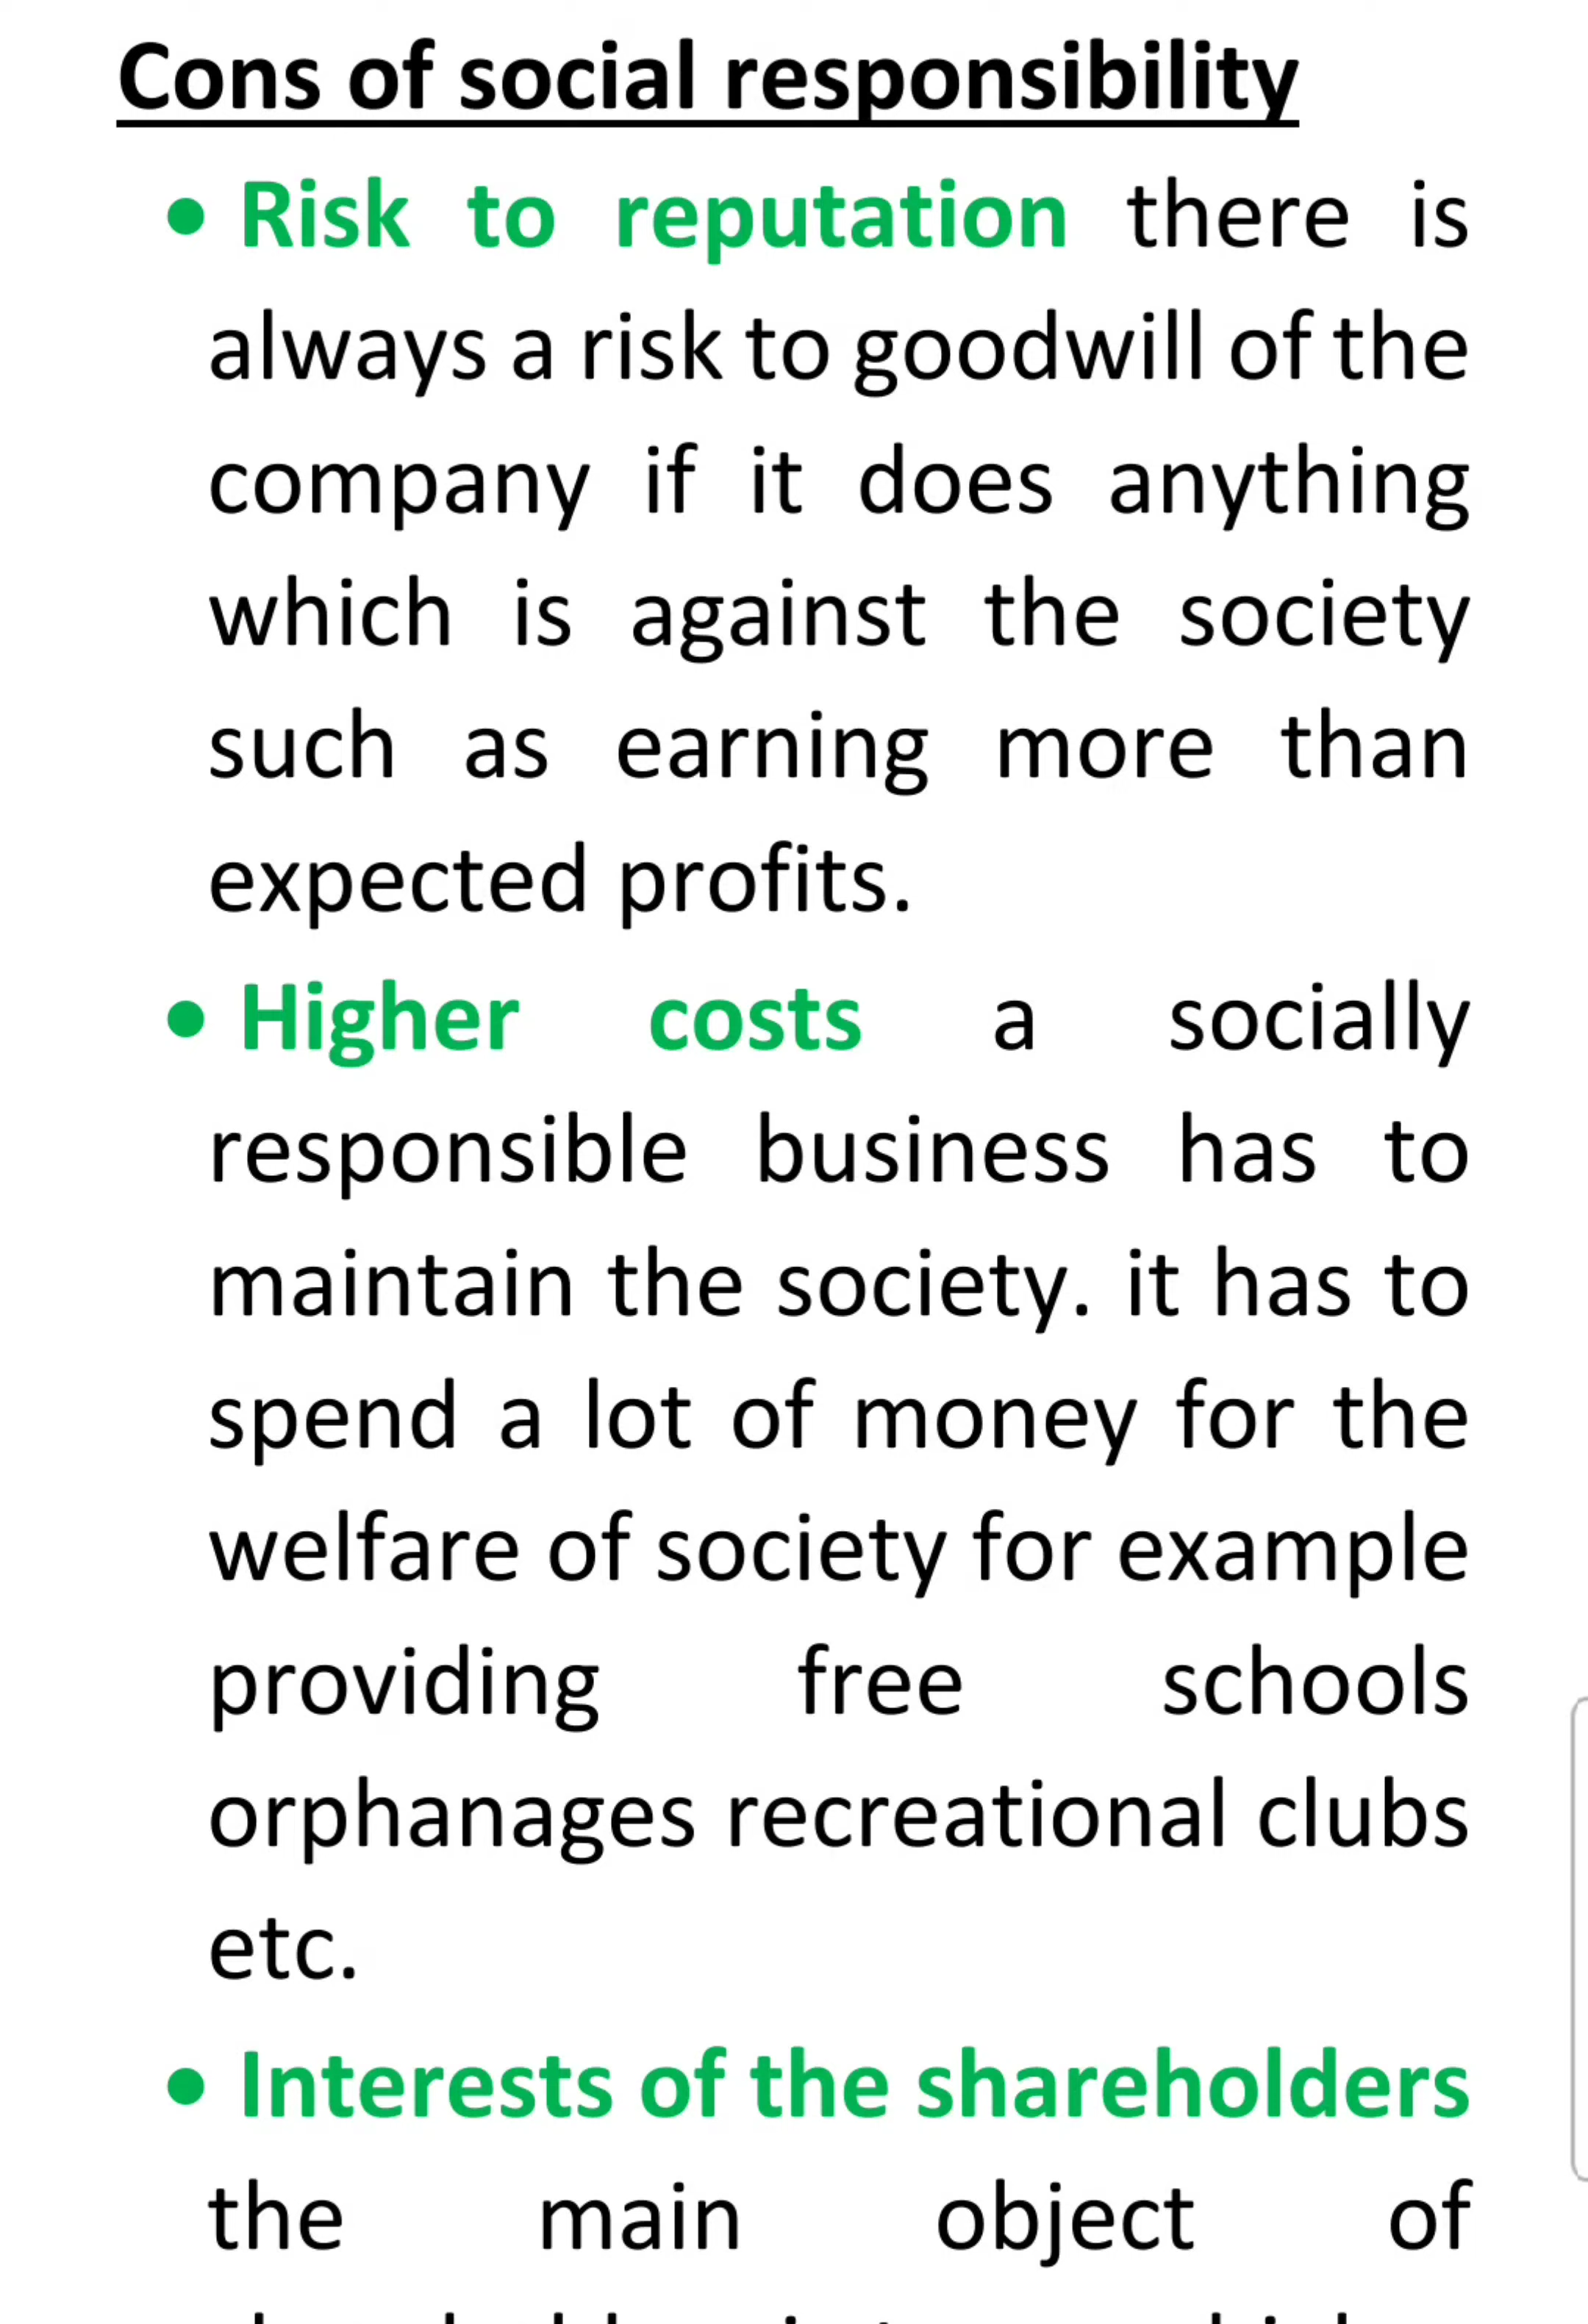 Cons of social responsibility
• Risk to reputation there is
always a risk to goodwill of the
company if it does anything
which is against the society
such as earning more than
expected profits.
• Higher costs a socially
responsible business has to
maintain the society. it has to
spend a lot of money for the
welfare of society for example
providing free schools
orphanages recreational clubs
etc.
• Interests of the shareholders
the main object of